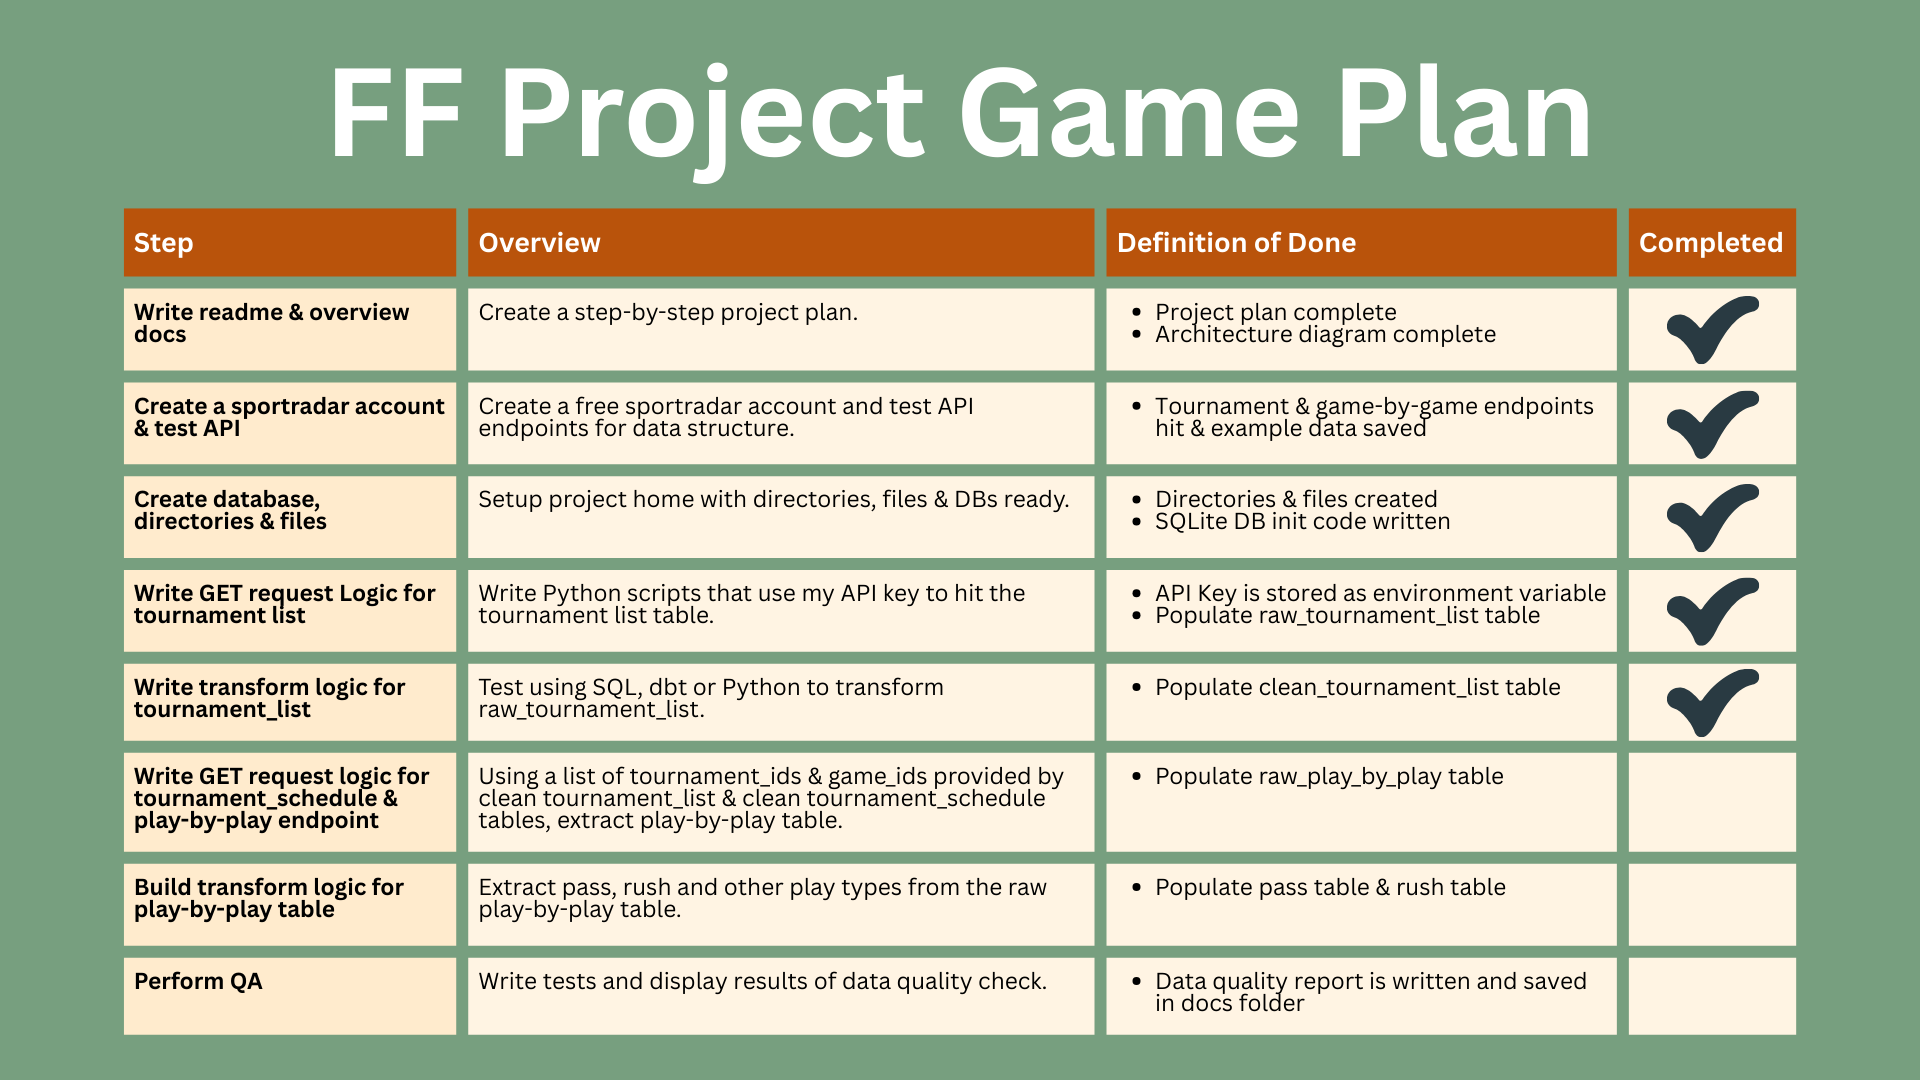 FF Project Game Plan
Step
Overview
Definition of Done
Completed
Write readme & overview
docs
Create a step-by-step project plan.
• Project plan complete
• Architecture diagram complete
Create a sportradar account
& test API
Create a free sportradar account and test API
endpoints for data structure.
• Tournament & game-by-game endpoints
hit & example data saved
Create database,
directories & files
Setup project home with directories, files & DBs ready.
• Directories & files created
• SQLite DB init code written
Write GET request Logic for
tournament list
Write Python scripts that use my API key to hit the
tournament list table.
• API Key is stored as environment variable
• Populate raw_tournament_list table
Write transform logic for
tournament_list
Test using SQL, dbt or Python to transform
raw_tournament_list.
• Populate clean_tournament_list table
Write GET request logic for
tournament_schedule &
play-by-play endpoint
Using a list of tournament_ids & game_ids provided by
clean tournament_list & clean tournament_schedule
tables, extract play-by-play table.
• Populate raw_play_by_play table
Build transform logic for
play-by-play table
Extract pass, rush and other play types from the raw
play-by-play table.
• Populate pass table & rush table
Perform QA
Write tests and display results of data quality check.
• Data quality report is written and saved
in docs folder